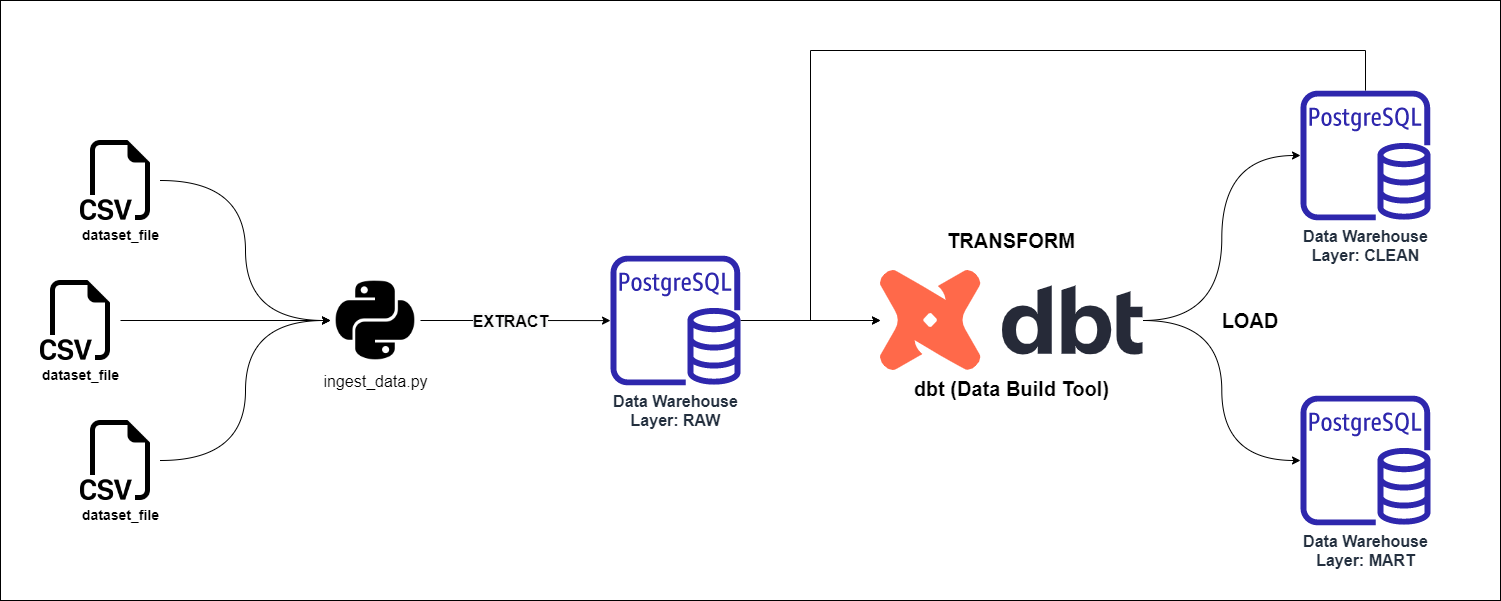 CSV
dataset_file
CSV
dataset_file
CSV
dataset_file
ingest_data.py
EXTRACT
PostgreSQL
Data Warehouse
Layer: RAW
TRANSFORM
dbt
dbt (Data Build Tool)
LOAD
PostgreSQL
Data Warehouse
Layer: CLEAN
PostgreSQL
Data Warehouse
Layer: MART